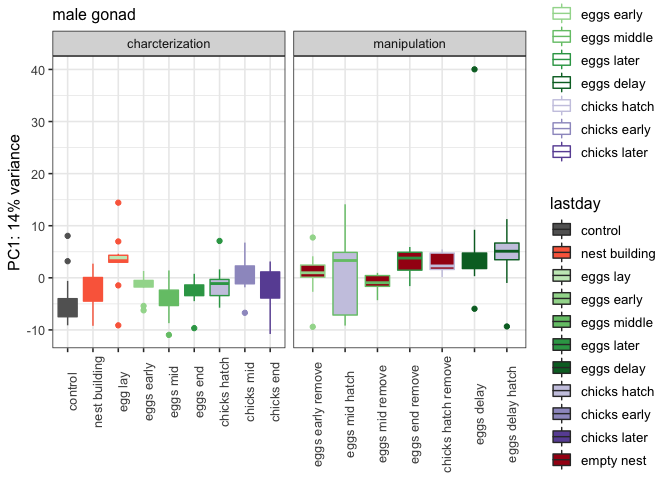 male gonad
charcterization
manipulation
PC1: 14% variance
40
30
20
10
0
-10
control
nest building
egg lay
eggs early
eggs mid
eggs end
chicks hatch
chicks mid
chicks end
eggs early remove
eggs mid hatch
eggs mid remove
eggs end remove
chicks hatch remove
eggs delay
eggs delay hatch
eggs early
eggs middle
eggs later
eggs delay
chicks hatch
chicks early
chicks later
lastday
control
nest building
eggs lay
eggs early
eggs middle
eggs later
eggs delay
chicks hatch
chicks early
chicks later
empty nest